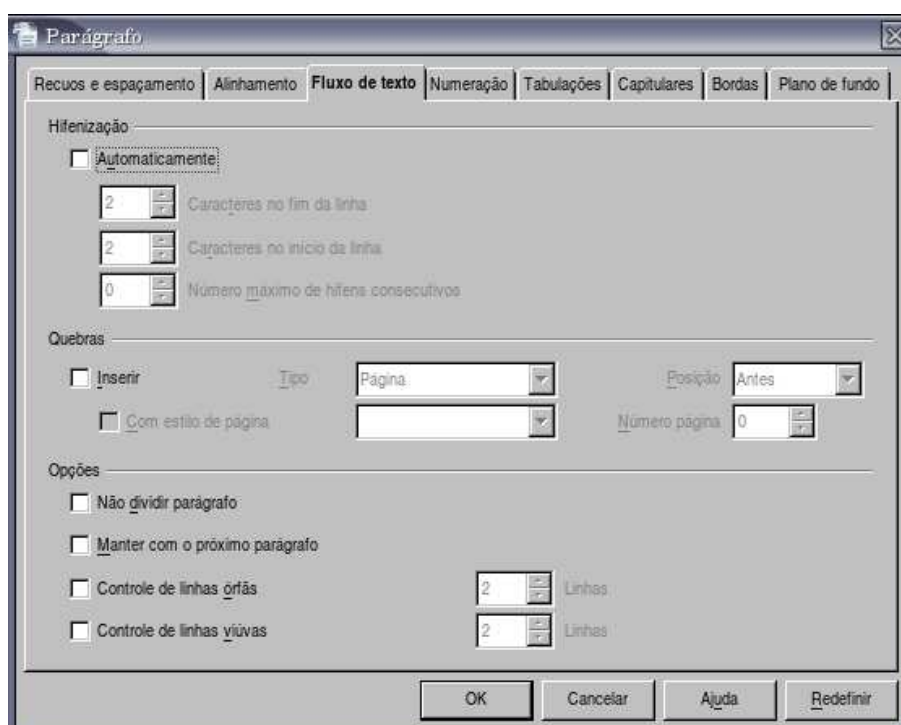 Parágrafo
Recuos e espaçamento Alinhamento Fluxo de texto Numeração Tabulações Capitulares Bordas Plano de fundo
Hifenização
Automaticamente
2 Caracteres no fim da linha
2 Caracteres no início da linha
0 Número máximo de hifens consecutivos
Quebras
Inserir Tipo Página Posição Antes
Com estilo de página Número página 0
Opções
Não dividir parágrafo
Manter com o próximo parágrafo
Controle de linhas órfãs 2 Linhas
Controle de linhas viúvas 2 Linhas
OK Cancelar Ajuda Redefinir